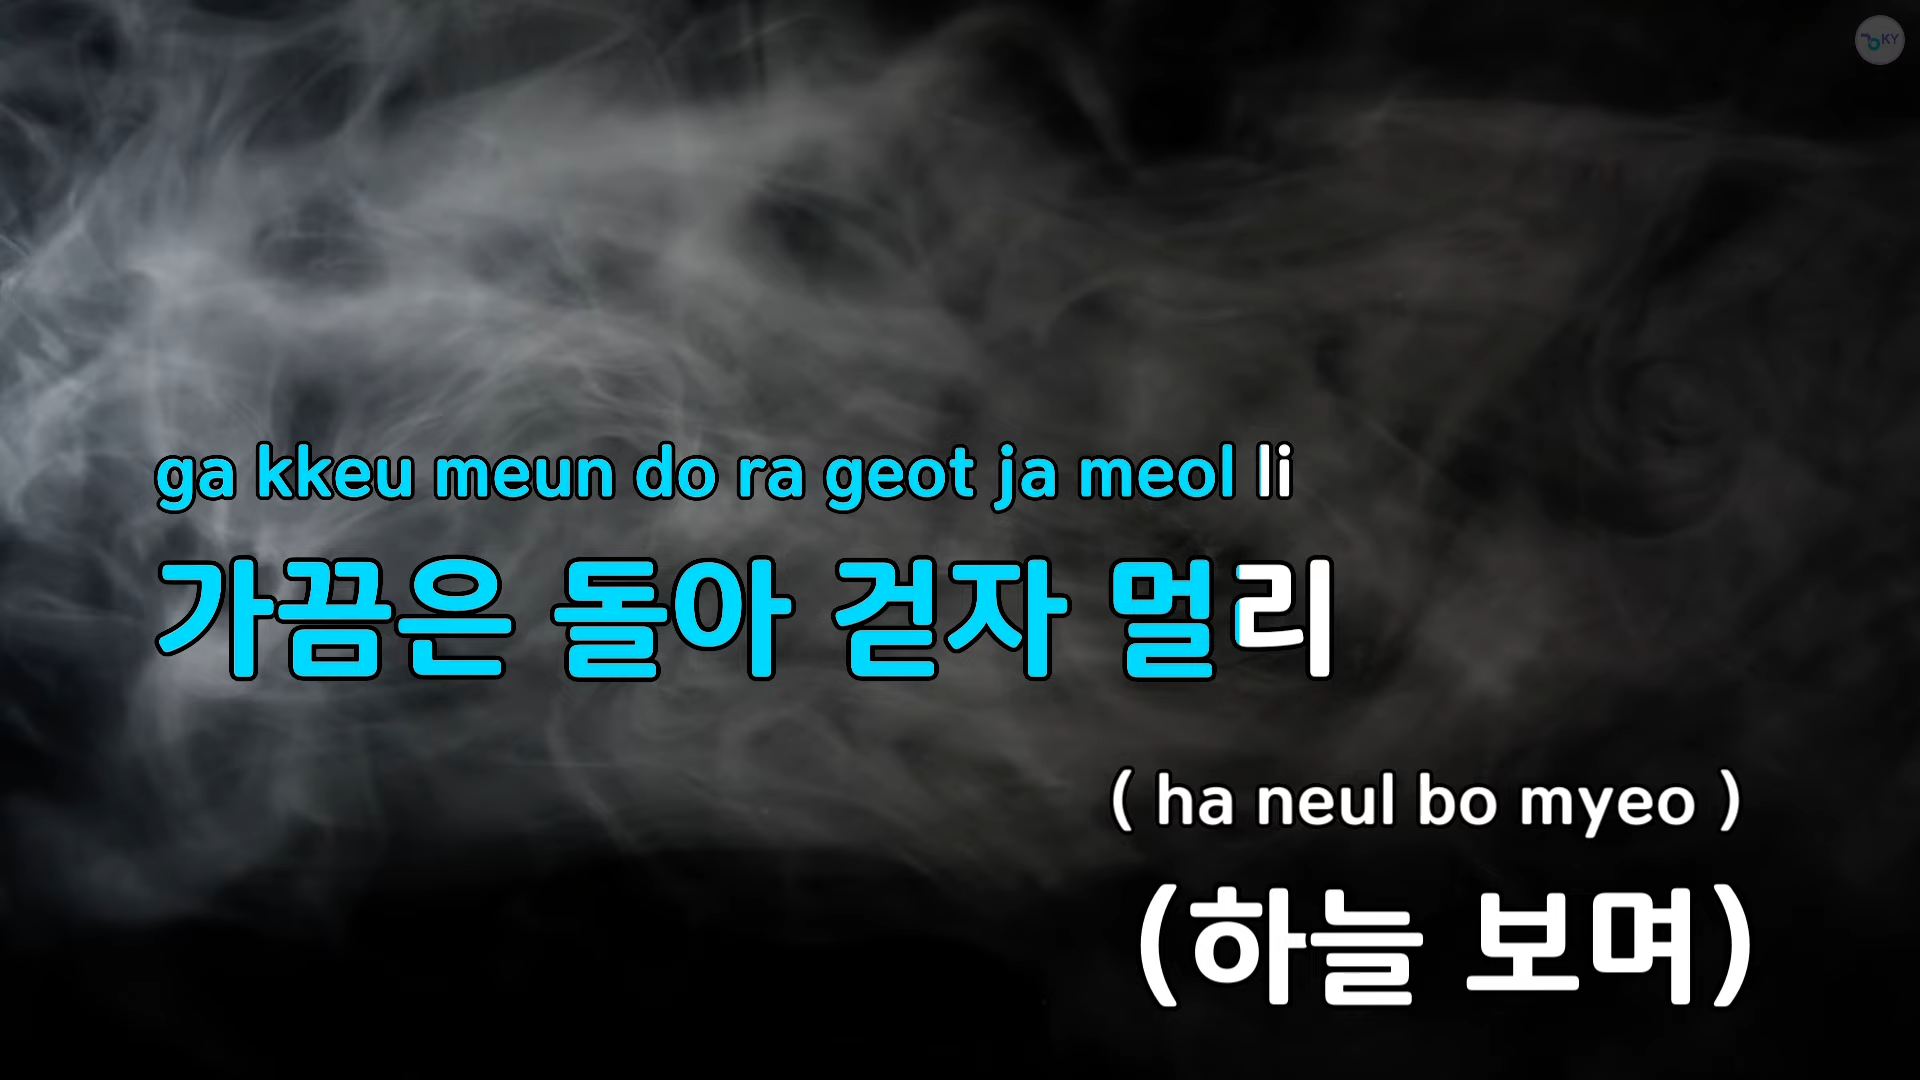 KY
ga kkeu meun do ra geot ja meol li
가끔은 돌아 걷자 멀리
( ha neul bo myeo )
(하늘 보며)